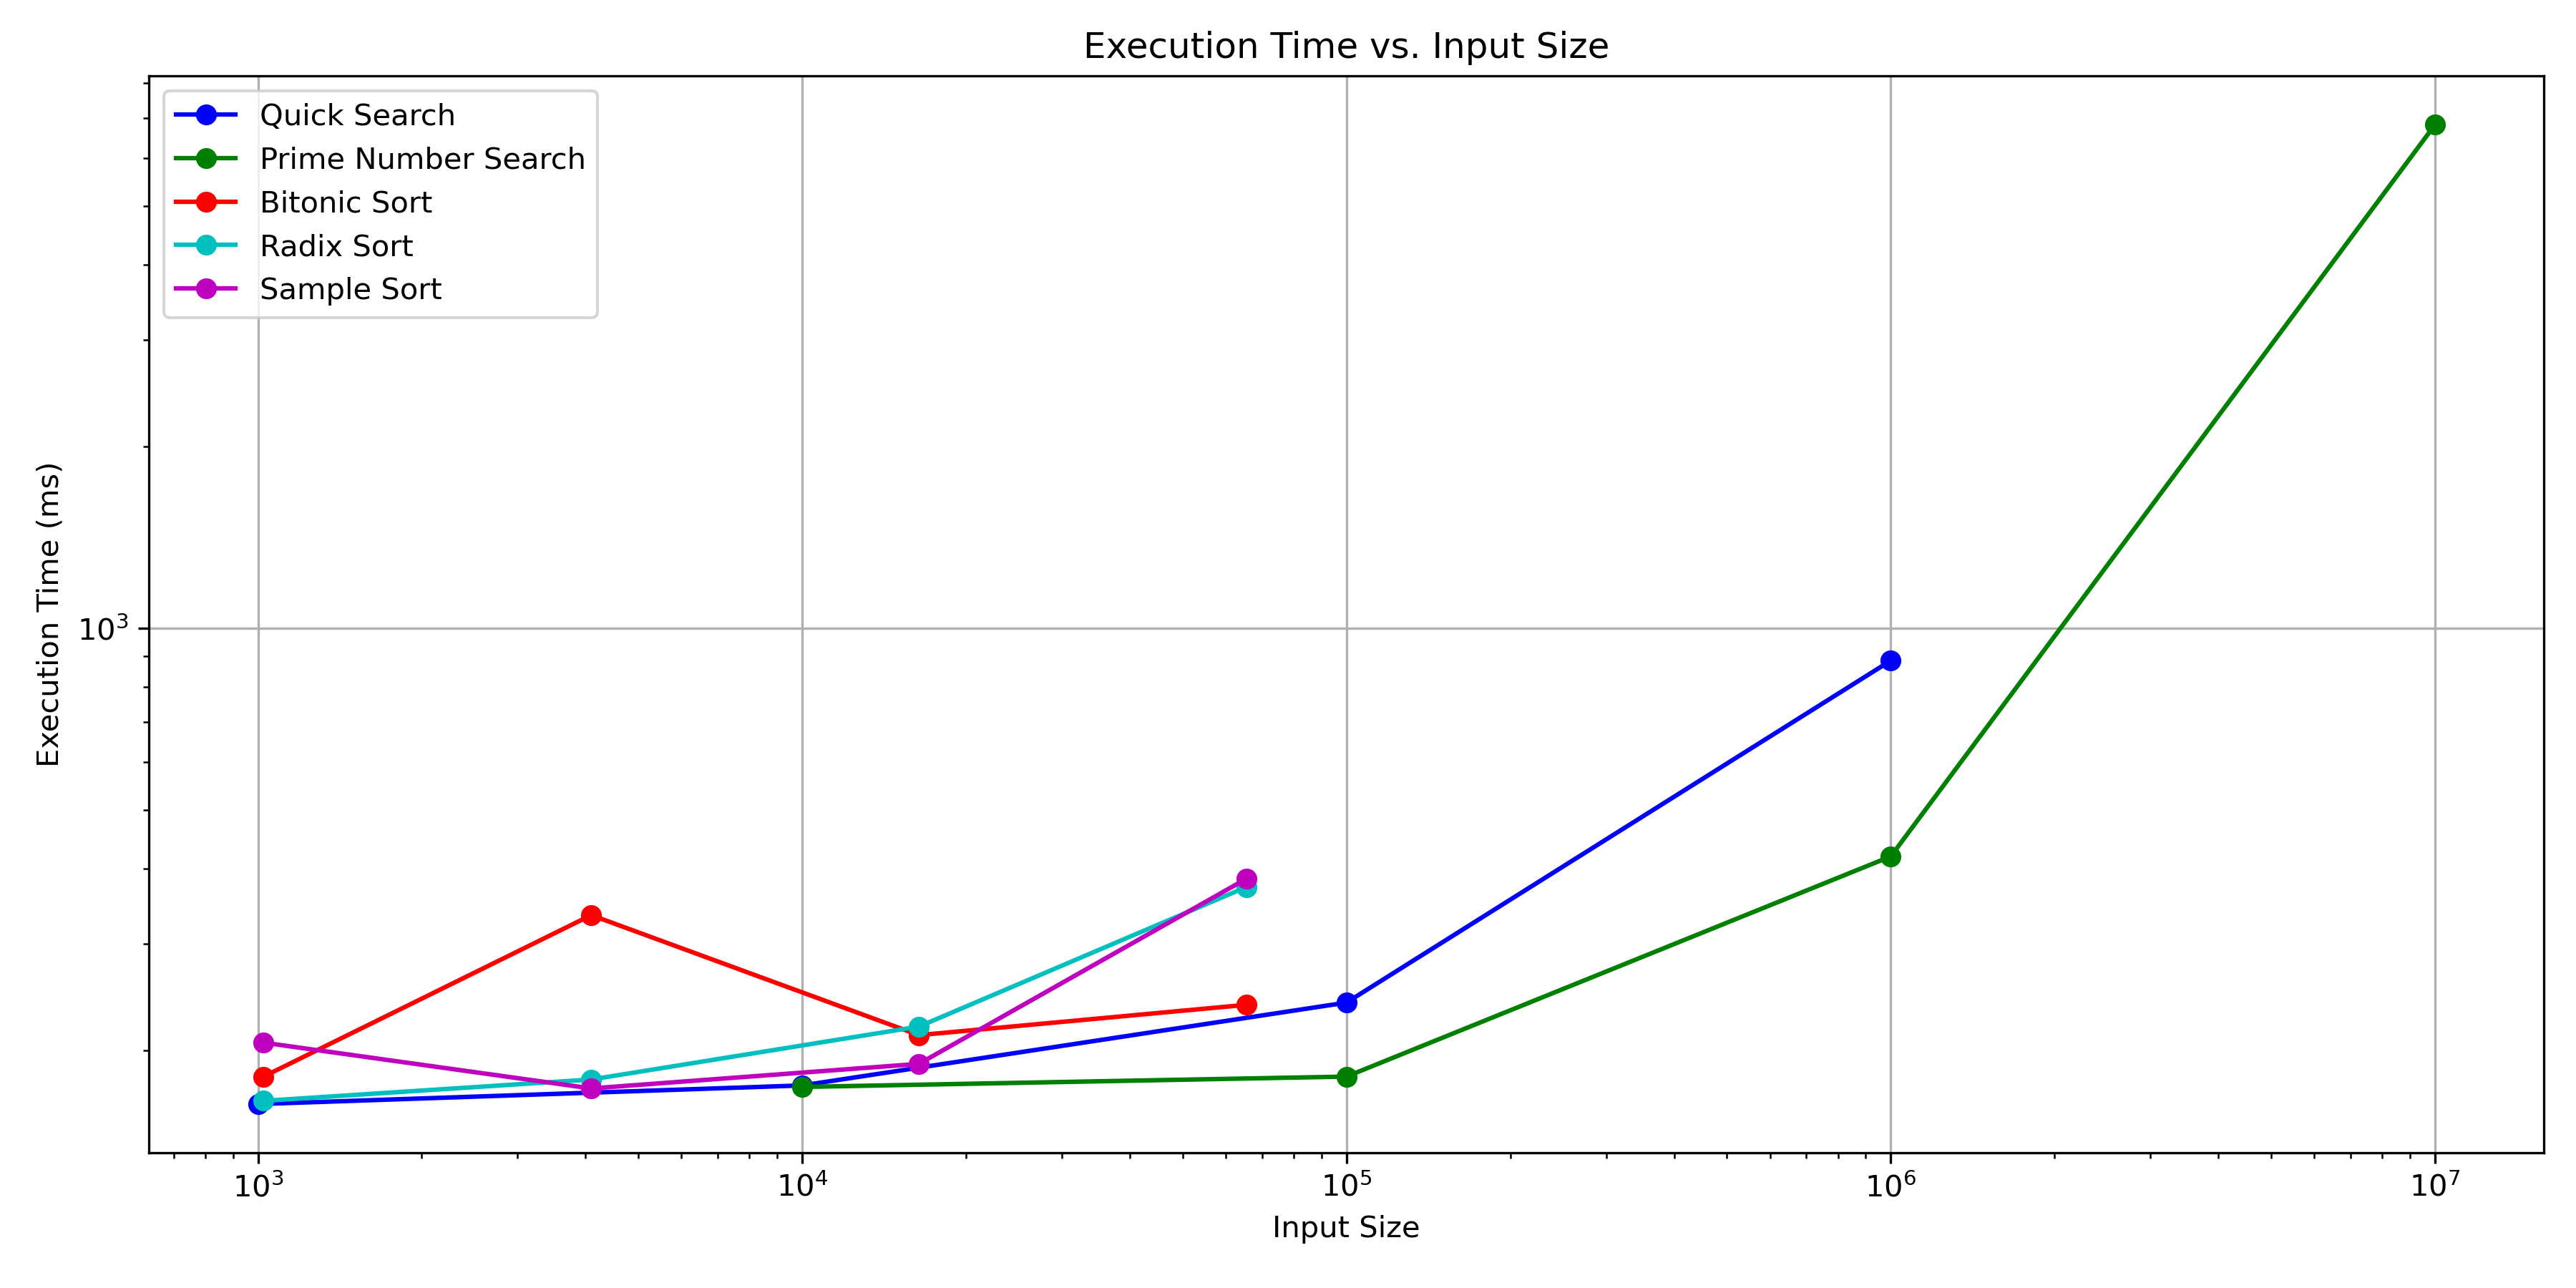 Execution Time vs. Input Size
Quick Search
Prime Number Search
Bitonic Sort
Radix Sort
Sample Sort
Execution Time (ms)
10³
10³ 10⁴ 10⁵ 10⁶ 10⁷
Input Size